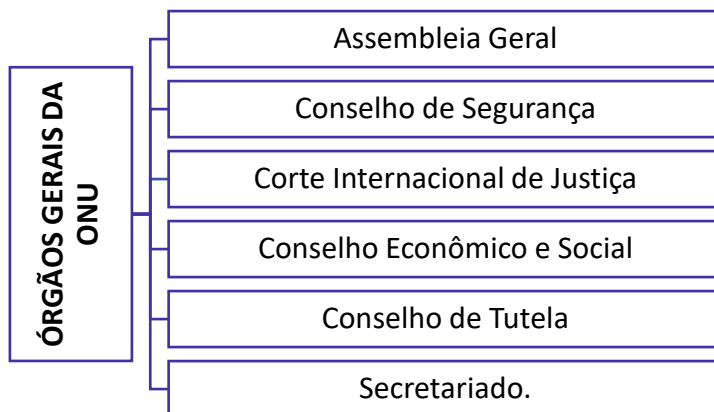 ÓRGÃOS GERAIS DA
ONU
Assembleia Geral
Conselho de Segurança
Corte Internacional de Justiça
Conselho Econômico e Social
Conselho de Tutela
Secretariado.